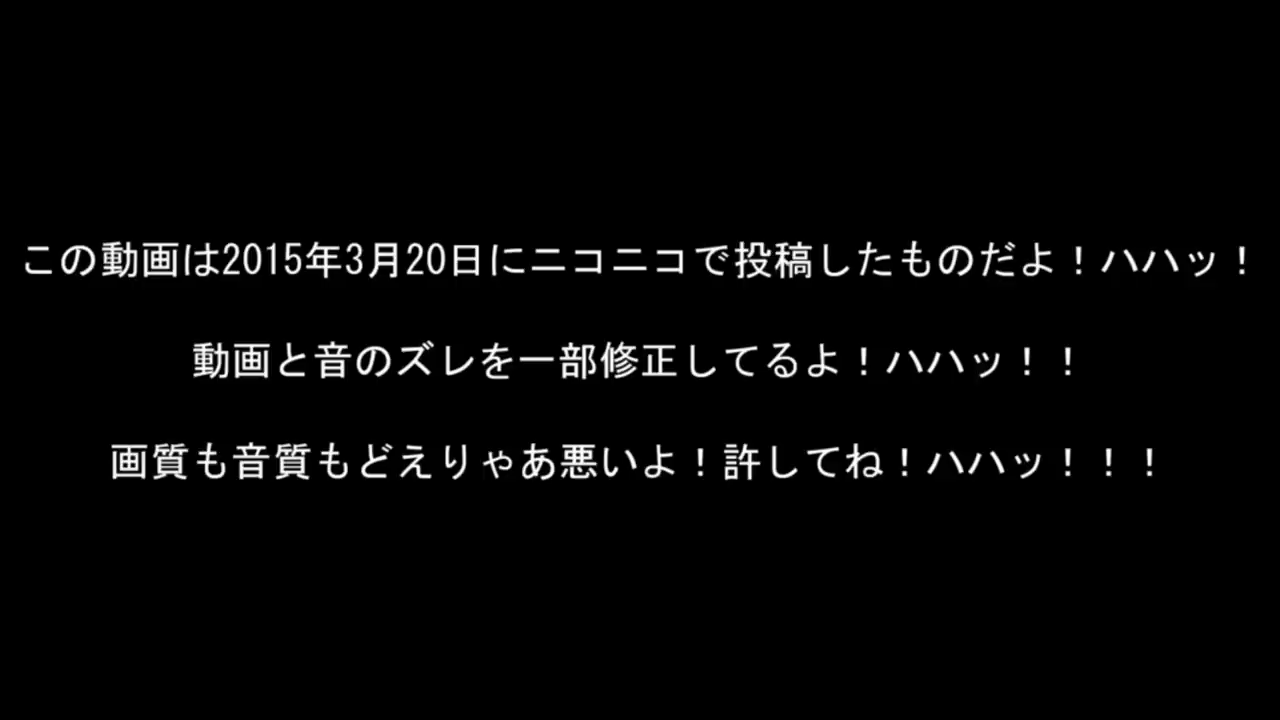 この動画は2015年3月20日にニコニコで投稿したものだよ！ハハッ！
動画と音のズレを一部修正してるよ！ハハッ！！
画質も音質もどえりゃあ悪いよ！許してね！ハハッ！！！